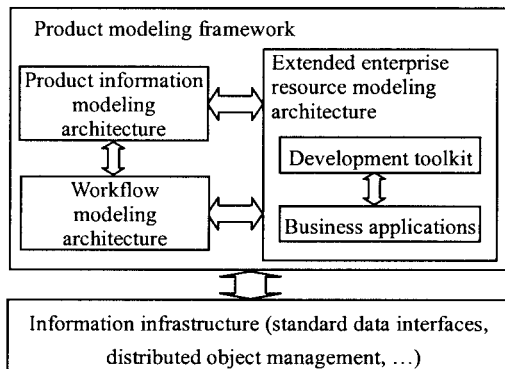 Product modeling framework
Product information
modeling
architecture
Extended enterprise
resource modeling
architecture
Development toolkit
Workflow
modeling
architecture
Business applications
Information infrastructure (standard data interfaces,
distributed object management, …)